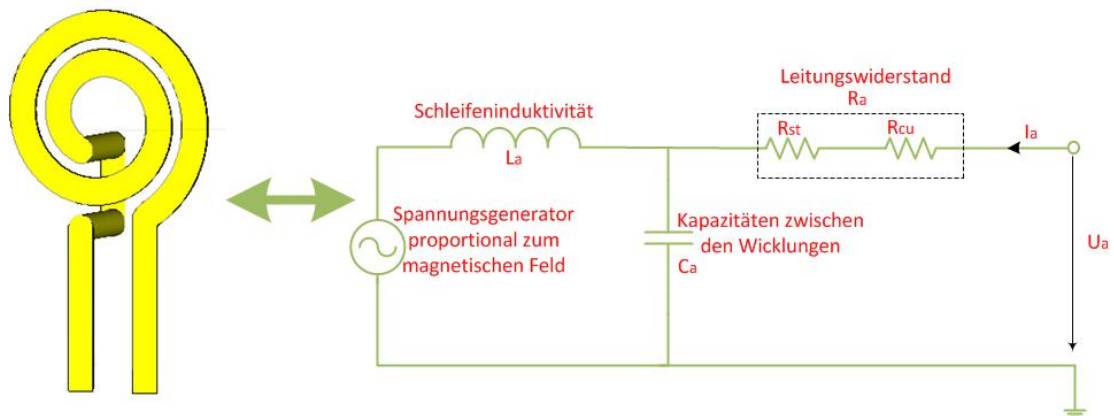 Leitungswiderstand
Ra
Schleifeninduktivität
Rst
Rcu
Ia
La
Spannungsgenerator
proportional zum
magnetischen Feld
Kapazitäten zwischen
den Wicklungen
Ca
Ua